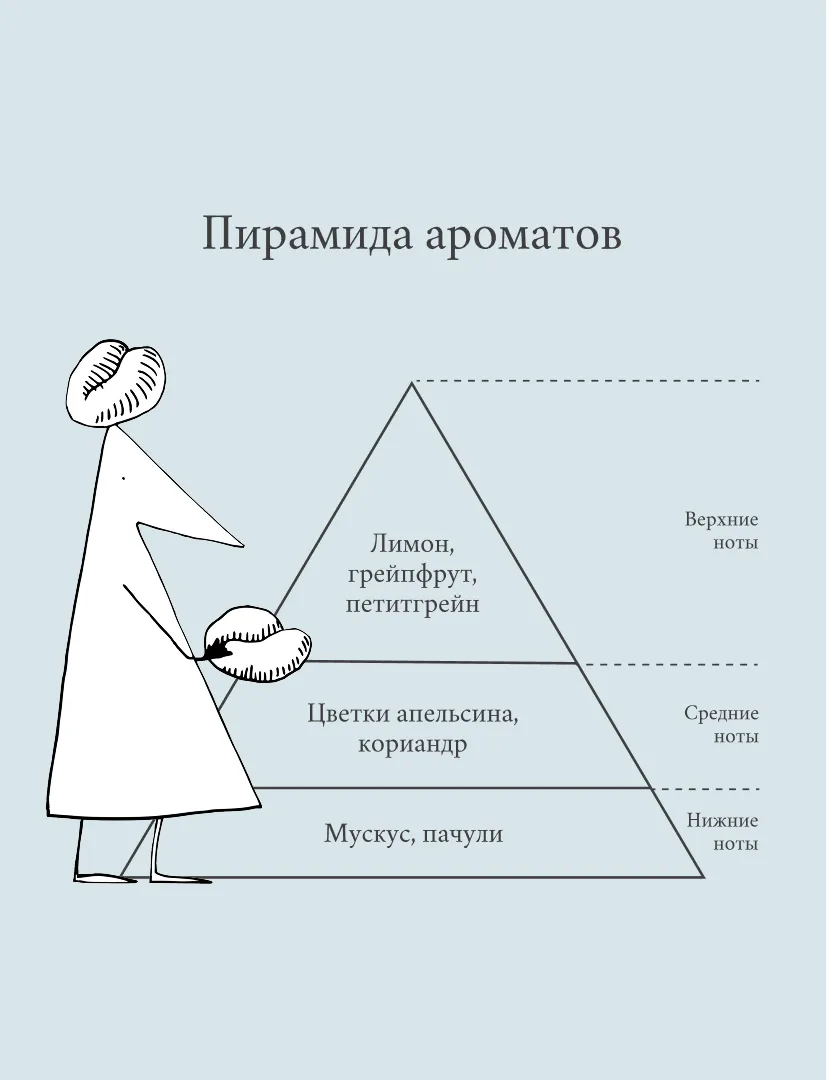 Пирамида ароматов
Верхние
ноты
Лимон,
грейпфрут,
петитгрейн
Средние
ноты
Цветки апельсина,
кориандр
Нижние
ноты
Мускус, пачули